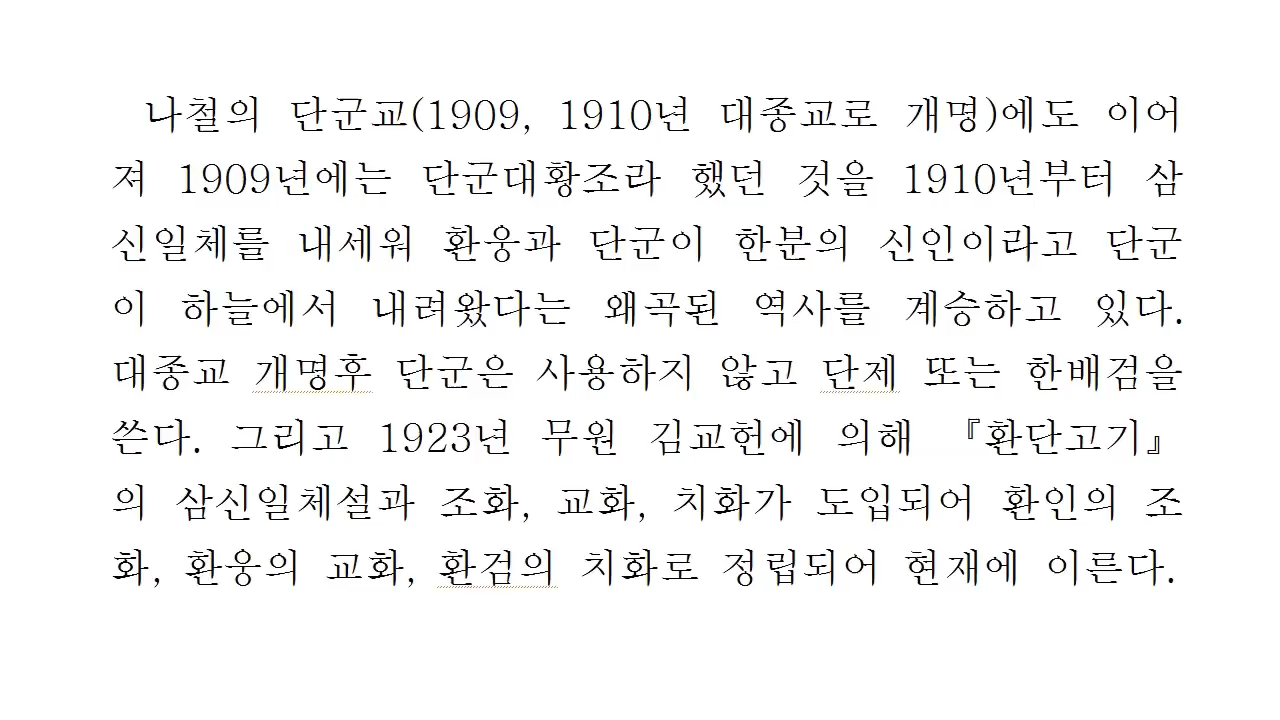 나철의 단군교(1909, 1910년 대종교로 개명)에도 이어
져 1909년에는 단군대황조라 했던 것을 1910년부터 삼
신일체를 내세워 환웅과 단군이 한분의 신인이라고 단군
이 하늘에서 내려왔다는 왜곡된 역사를 계승하고 있다.
대종교 개명후 단군은 사용하지 않고 단제 또는 한배검을
쓴다. 그리고 1923년 무원 김교헌에 의해 『환단고기』
의 삼신일체설과 조화, 교화, 치화가 도입되어 환인의 조
화, 환웅의 교화, 환검의 치화로 정립되어 현재에 이른다.